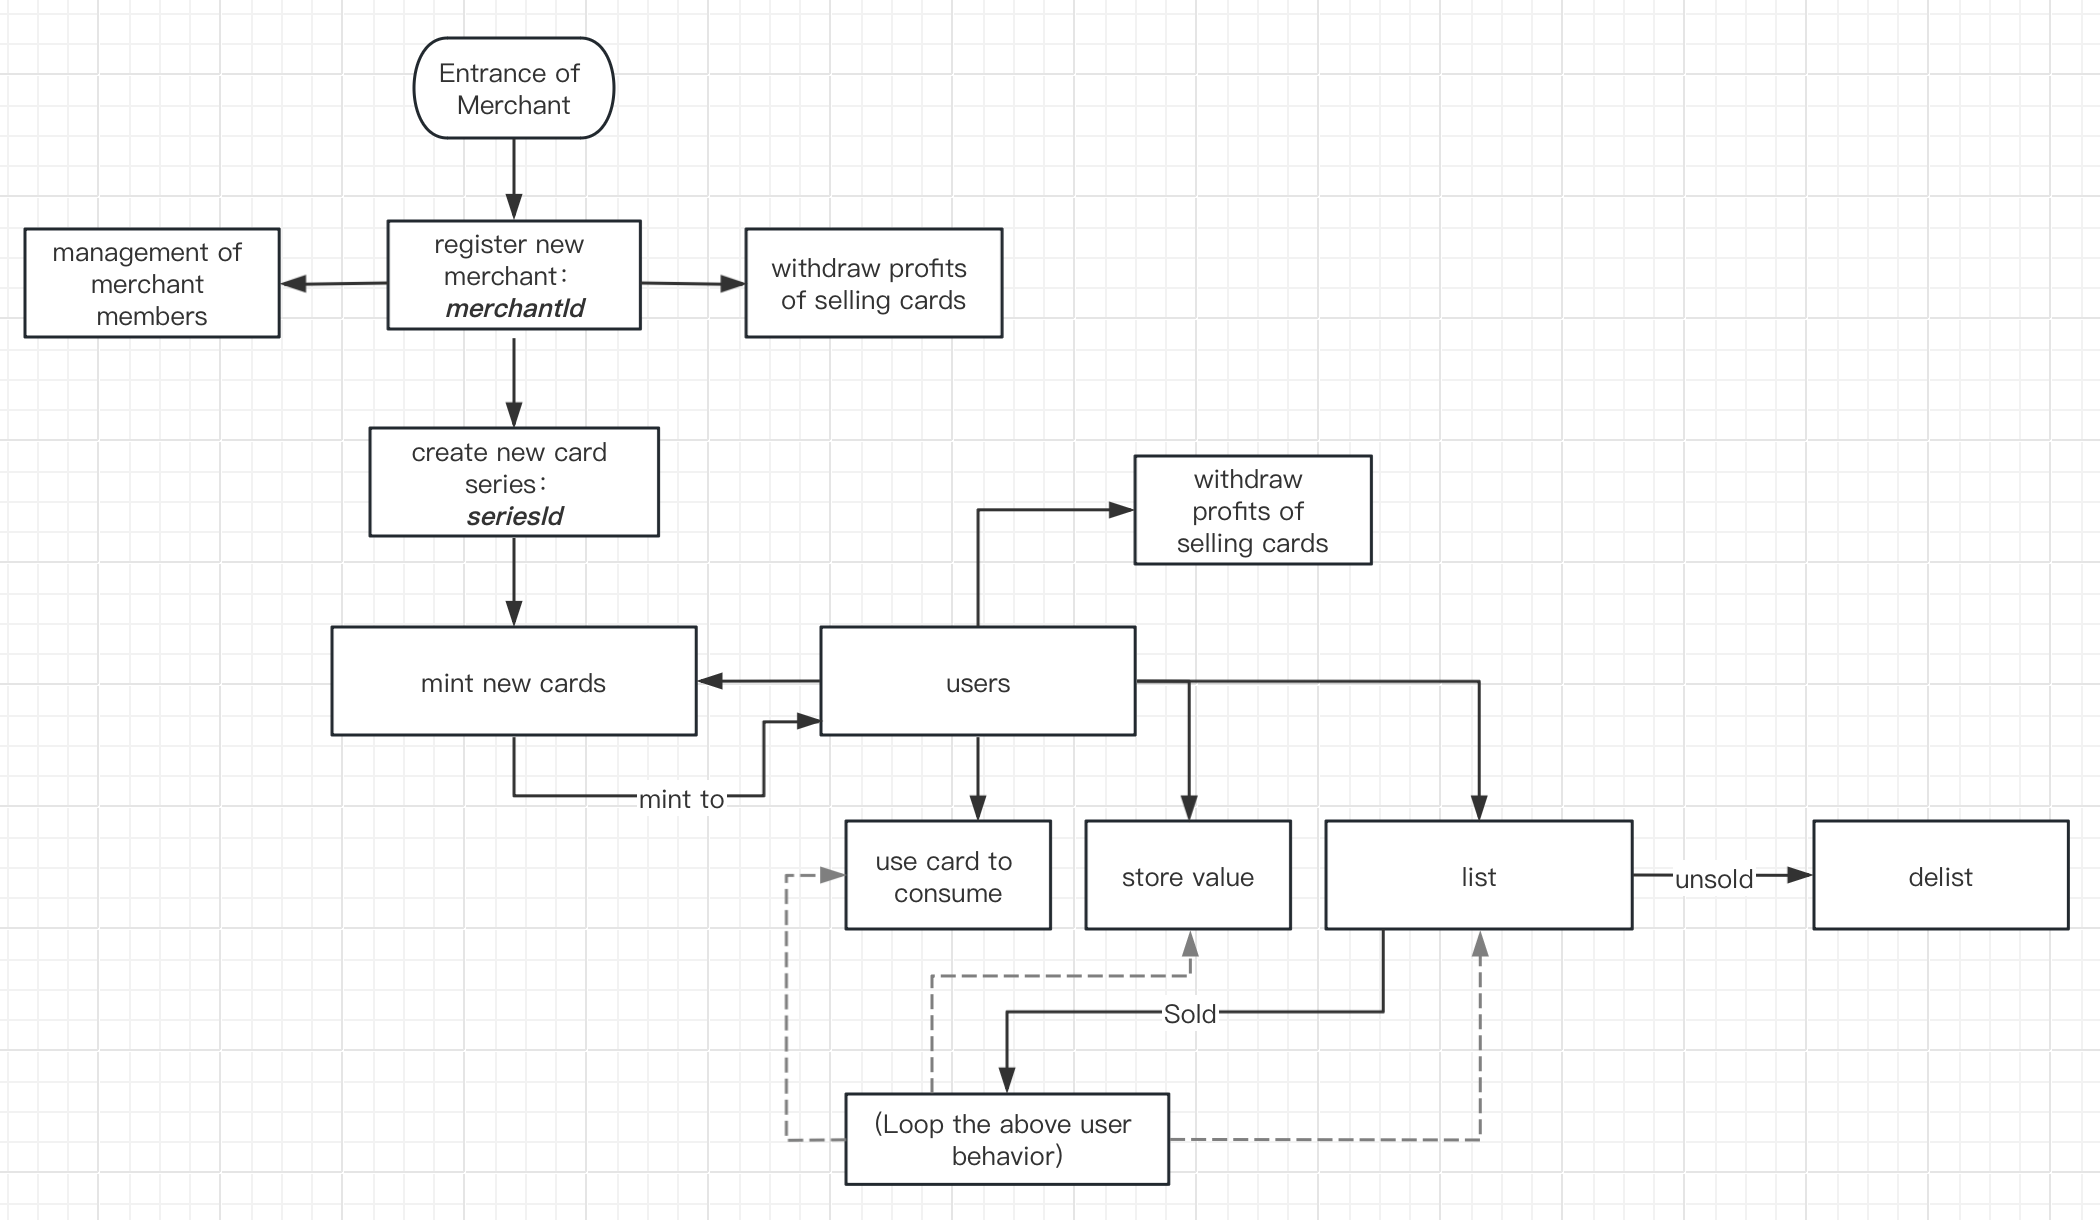 Entrance of
Merchant
management of
merchant
members
register new
merchant：
merchantId
withdraw profits
of selling cards
create new card
series：
seriesId
withdraw
profits of
selling cards
mint new cards
users
mint to
use card to
consume
store value
list
unsold
delist
Sold
(Loop the above user
behavior)